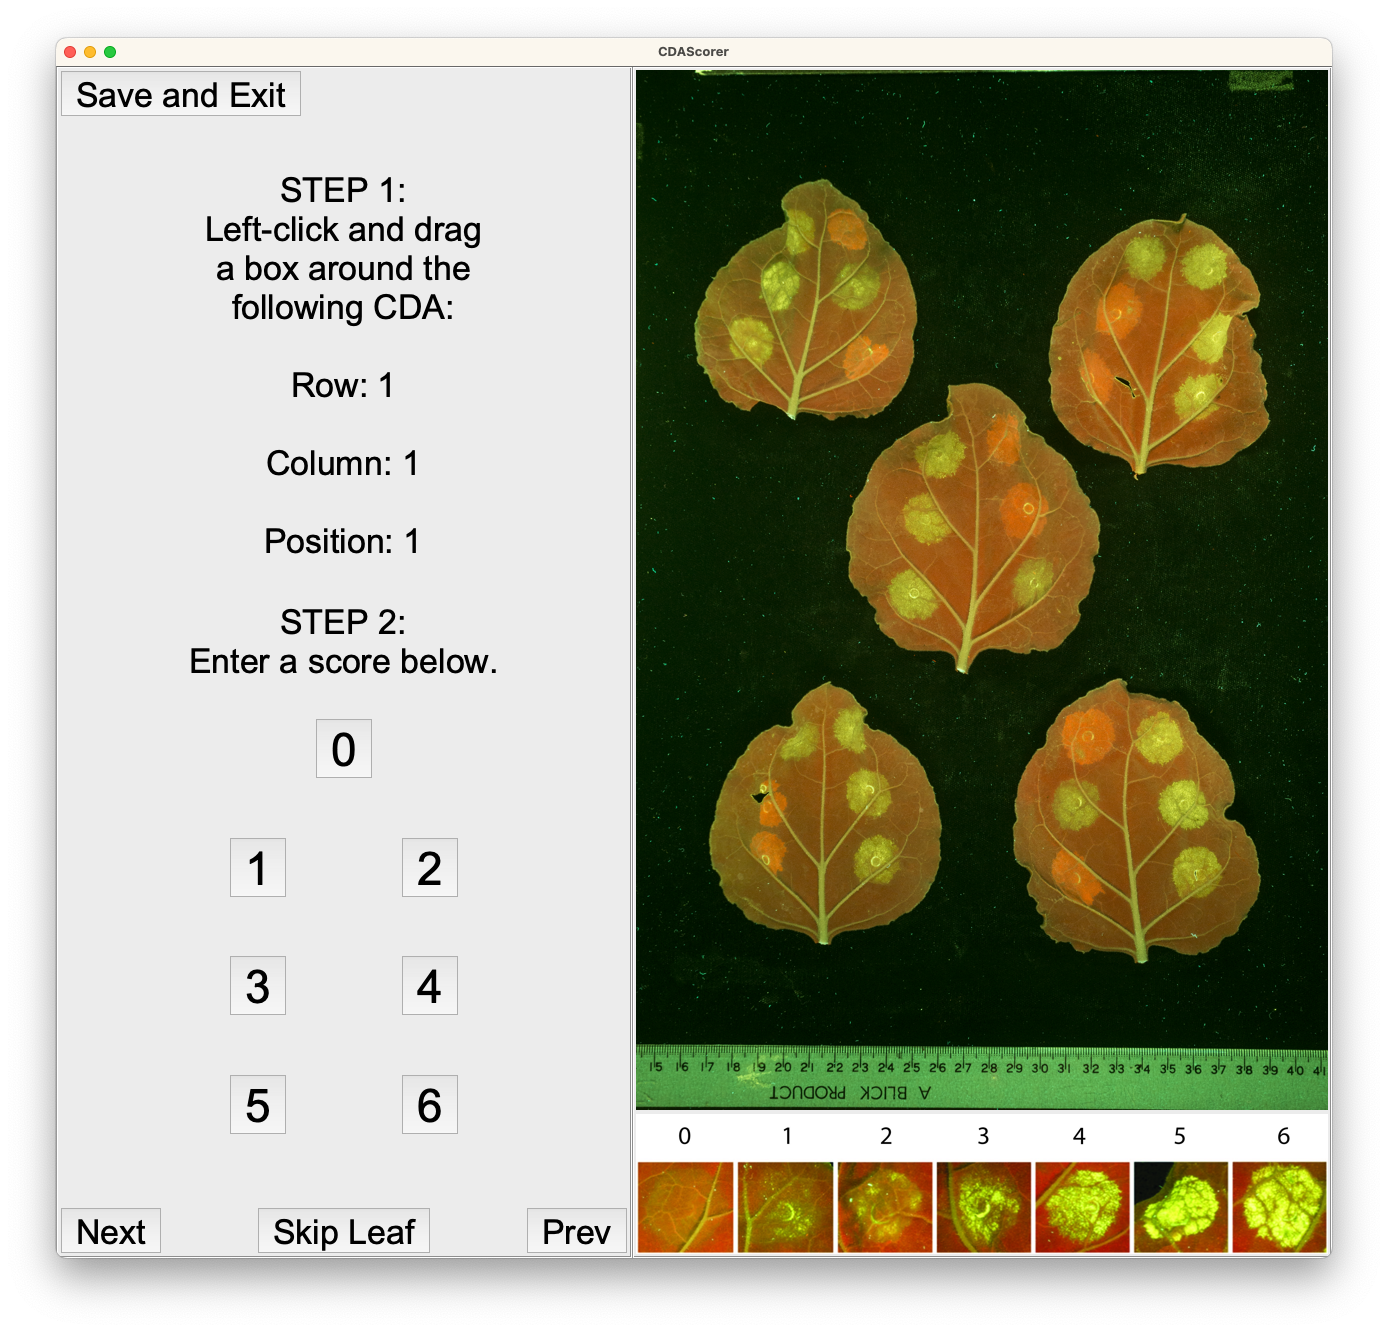 CDAScorer
Save and Exit
STEP 1:
Left-click and drag
a box around the
following CDA:
Row: 1
Column: 1
Position: 1
STEP 2:
Enter a score below.
0
1 2
3 4
5 6
Next Skip Leaf Prev
15 16 17 18 19 20 21 22 23 24 25 26 27 28 29 30 31 32 33 34 35 36 37 38 39 40 41
A BLICK PRODUCT
0 1 2 3 4 5 6